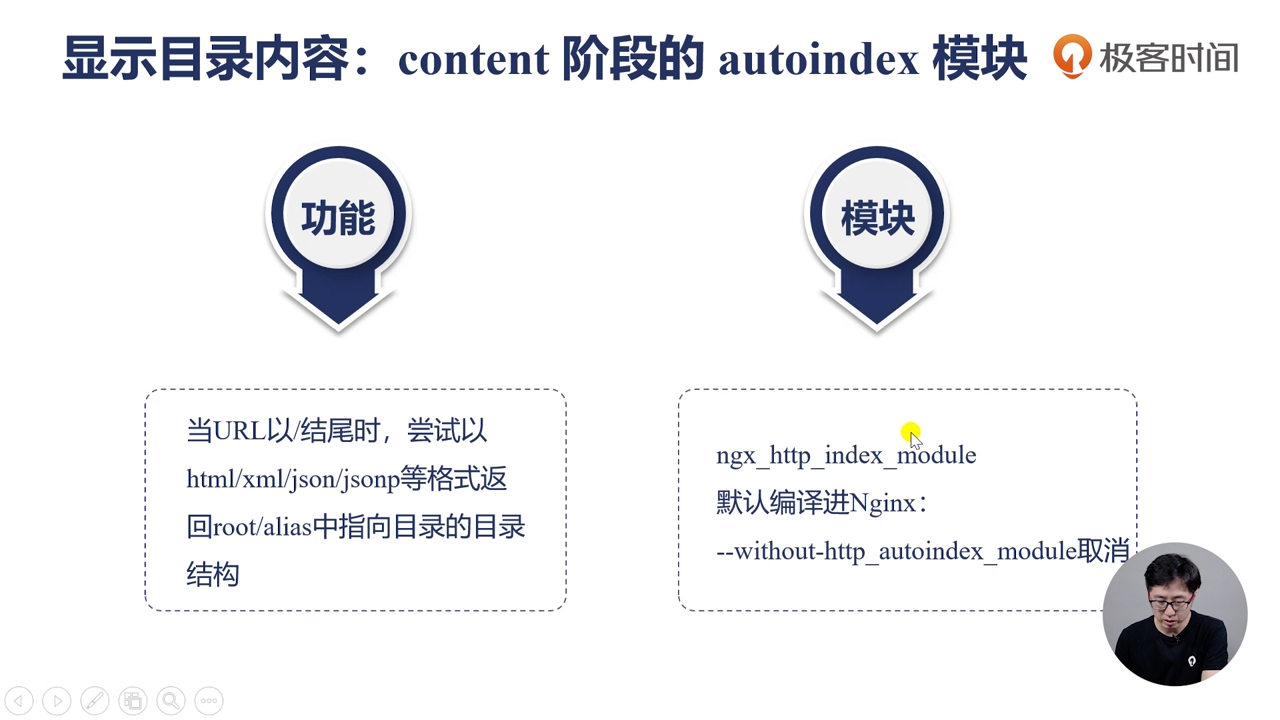 显示目录内容：content 阶段的 autoindex 模块
极客时间
功能
模块
当URL以/结尾时，尝试以
html/xml/json/jsonp等格式返
回root/alias中指向目录的目录
结构
ngx_http_index_module
默认编译进Nginx：
--without-http_autoindex_module取消